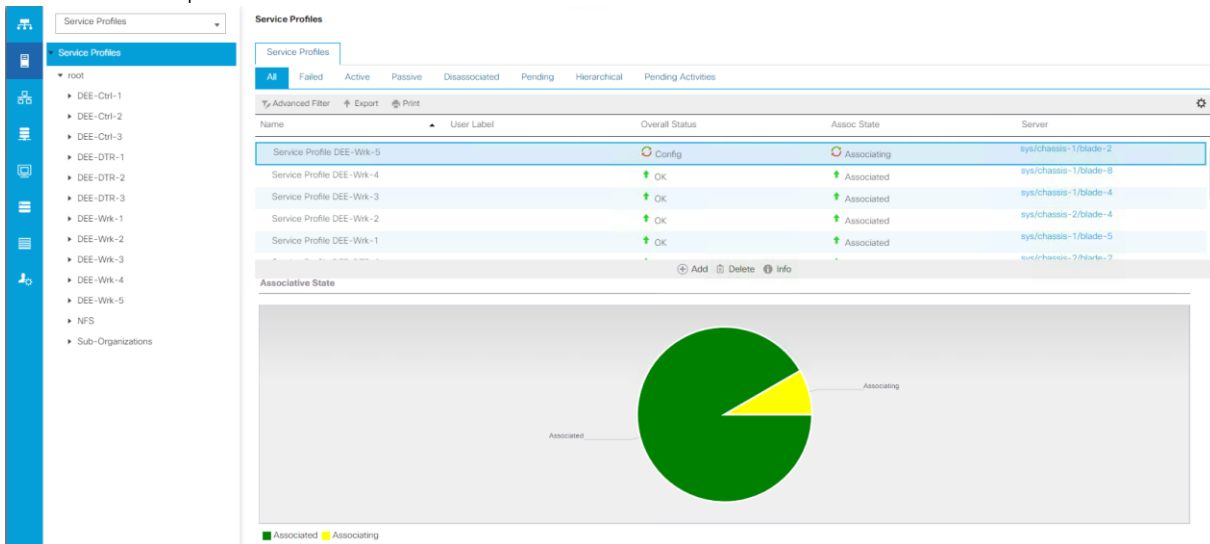 Service Profiles
Service Profiles
root
DEE-Ctrl-1
DEE-Ctrl-2
DEE-Ctrl-3
DEE-DTR-1
DEE-DTR-2
DEE-DTR-3
DEE-Wrk-1
DEE-Wrk-2
DEE-Wrk-3
DEE-Wrk-4
DEE-Wrk-5
NFS
Sub-Organizations
Service Profiles
Service Profiles
All Failed Active Passive Disassociated Pending Hierarchical Pending Activities
Advanced Filter Export Print
Name User Label Overall Status Assoc State Server
Service Profile DEE-Wrk-5 Config Associating sys/chassis-1/blade-2
Service Profile DEE-Wrk-4 OK Associated sys/chassis-1/blade-8
Service Profile DEE-Wrk-3 OK Associated sys/chassis-1/blade-4
Service Profile DEE-Wrk-2 OK Associated sys/chassis-2/blade-4
Service Profile DEE-Wrk-1 OK Associated sys/chassis-1/blade-5
sys/chassis-2/blade-2
Add Delete Info
Associative State
Associating
Associated
Associated Associating